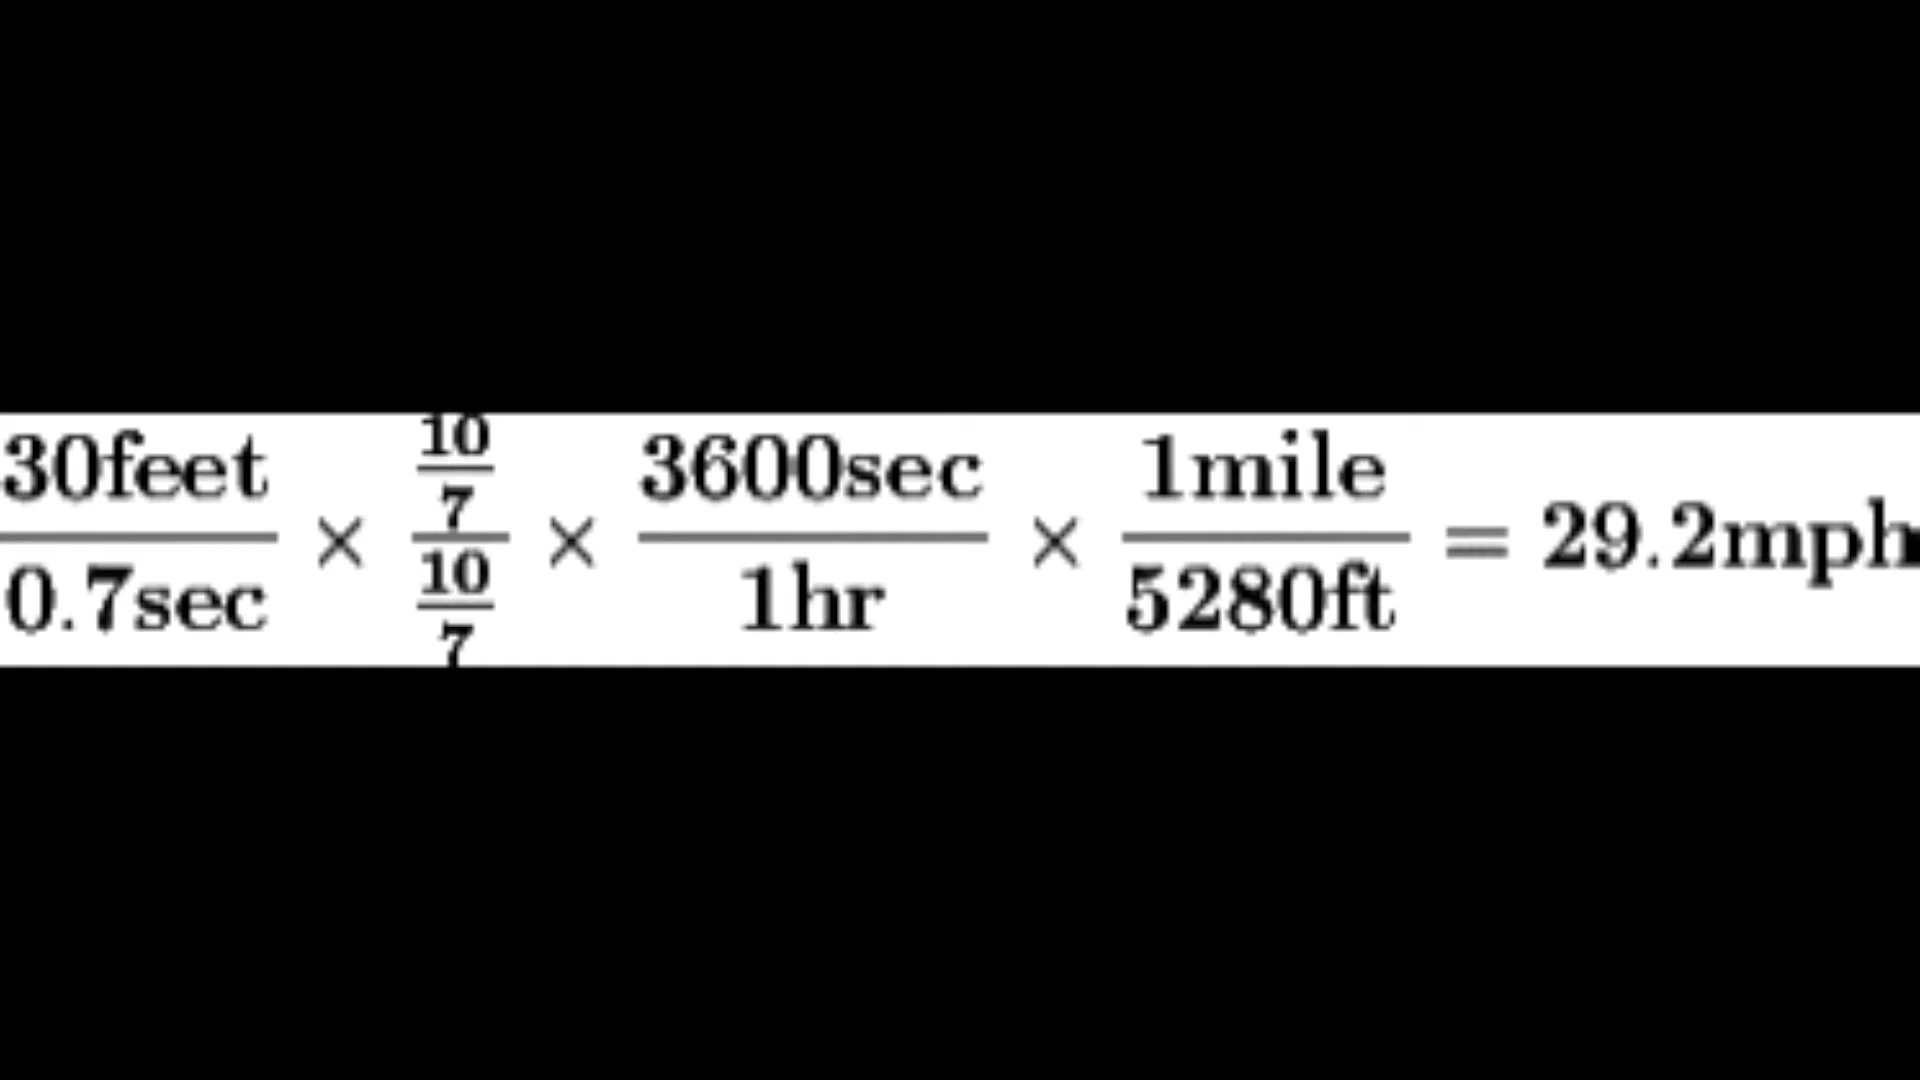 30feet/0.7sec × (10/7)/(10/7) × 3600sec/1hr × 1mile/5280ft = 29.2mph